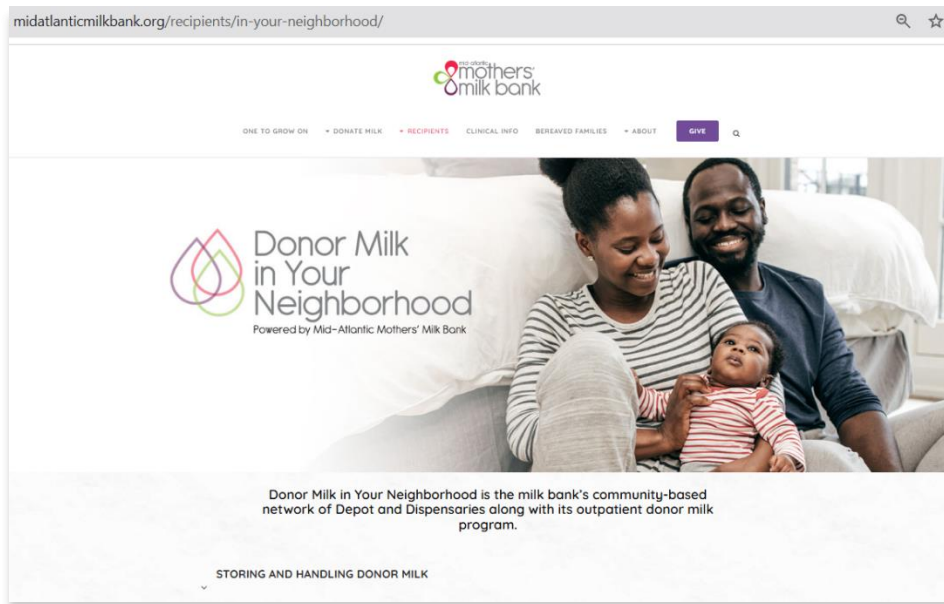 midatlanticmilkbank.org/recipients/in-your-neighborhood/
mid-atlantic
mothers'
milk bank
ONE TO GROW ON DONATE MILK RECIPIENTS CLINICAL INFO BEREAVED FAMILIES ABOUT GIVE
Donor Milk
in Your
Neighborhood
Powered by Mid-Atlantic Mothers' Milk Bank
Donor Milk in Your Neighborhood is the milk bank's community-based
network of Depot and Dispensaries along with its outpatient donor milk
program.
STORING AND HANDLING DONOR MILK